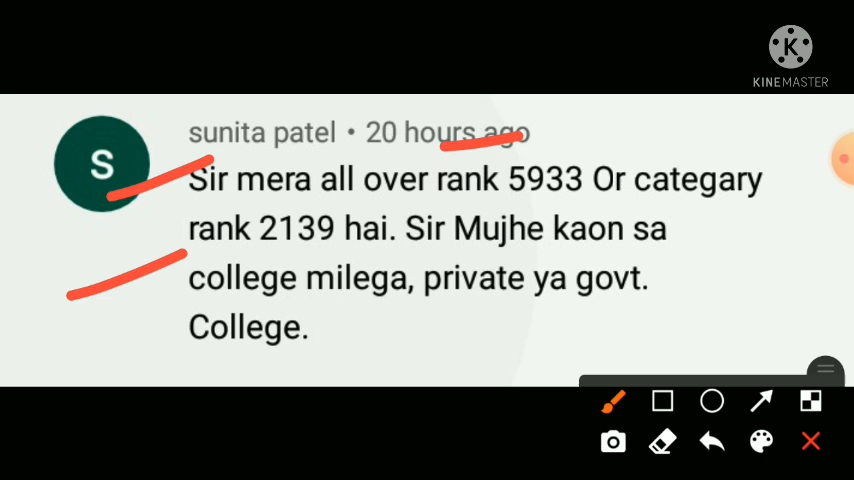 KINEMASTER
sunita patel • 20 hours ago
S
Sir mera all over rank 5933 Or categary
rank 2139 hai. Sir Mujhe kaon sa
college milega, private ya govt.
College.